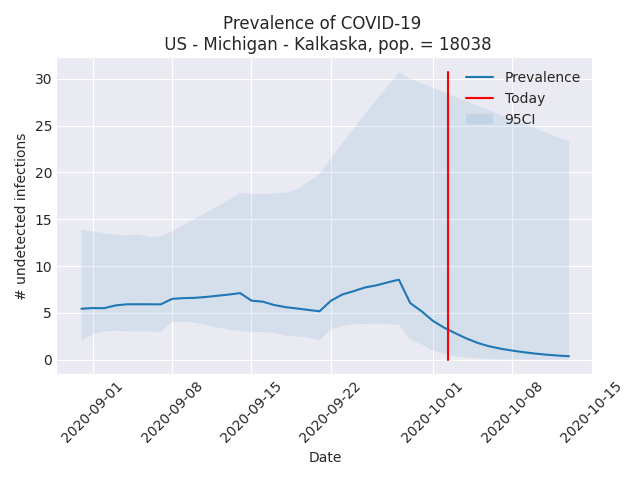 Prevalence of COVID-19
US - Michigan - Kalkaska, pop. = 18038
# undetected infections
30
25
20
15
10
5
0
Prevalence
Today
95CI
2020-09-01
2020-09-08
2020-09-15
2020-09-22
2020-10-01
2020-10-08
2020-10-15
Date